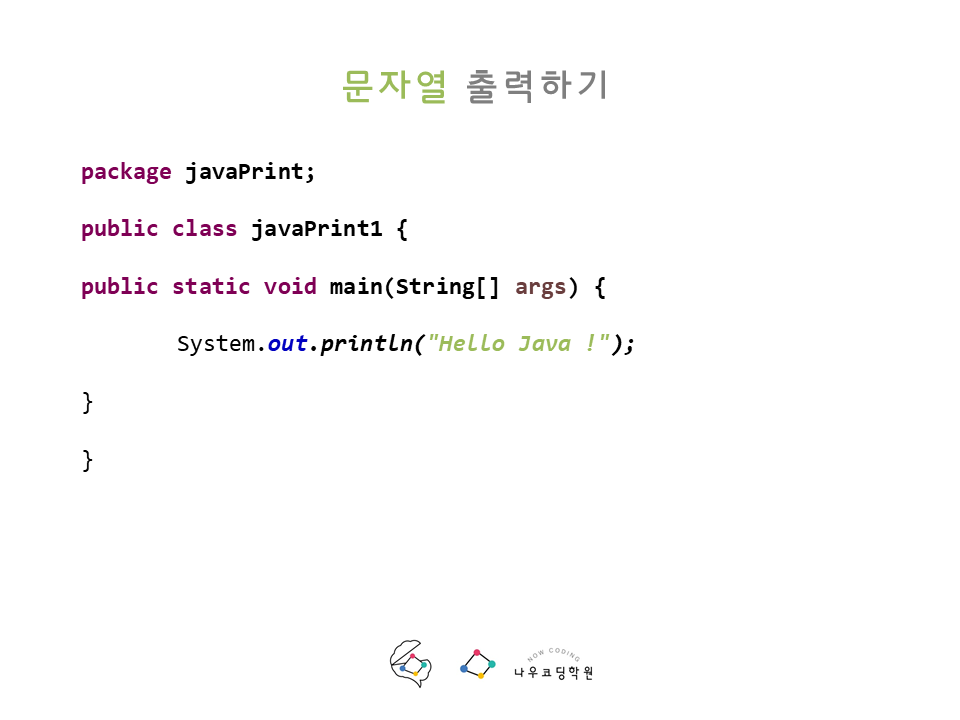 문자열 출력하기
package javaPrint;
public class javaPrint1 {
public static void main(String[] args) {
System.out.println("Hello Java !");
}
}
NOW CODING
나우코딩학원